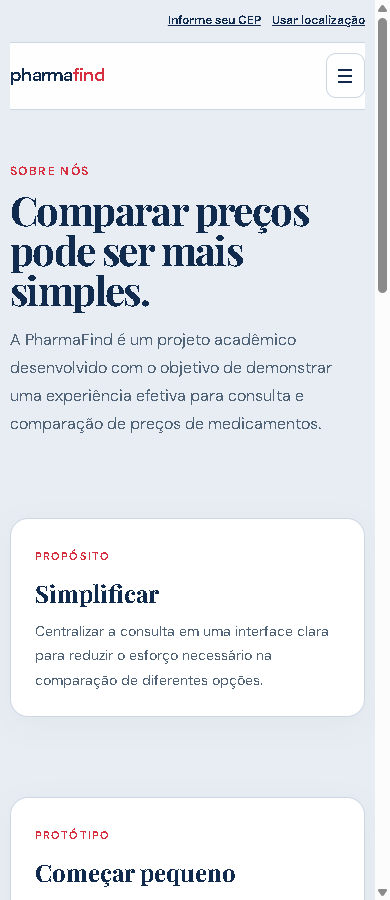 Informe seu CEP Usar localização
pharmafind
SOBRE NÓS
Comparar preços
pode ser mais
simples.
A PharmaFind é um projeto acadêmico
desenvolvido com o objetivo de demonstrar
uma experiência efetiva para consulta e
comparação de preços de medicamentos.
PROPÓSITO
Simplificar
Centralizar a consulta em uma interface clara
para reduzir o esforço necessário na
comparação de diferentes opções.
PROTÓTIPO
Começar pequeno